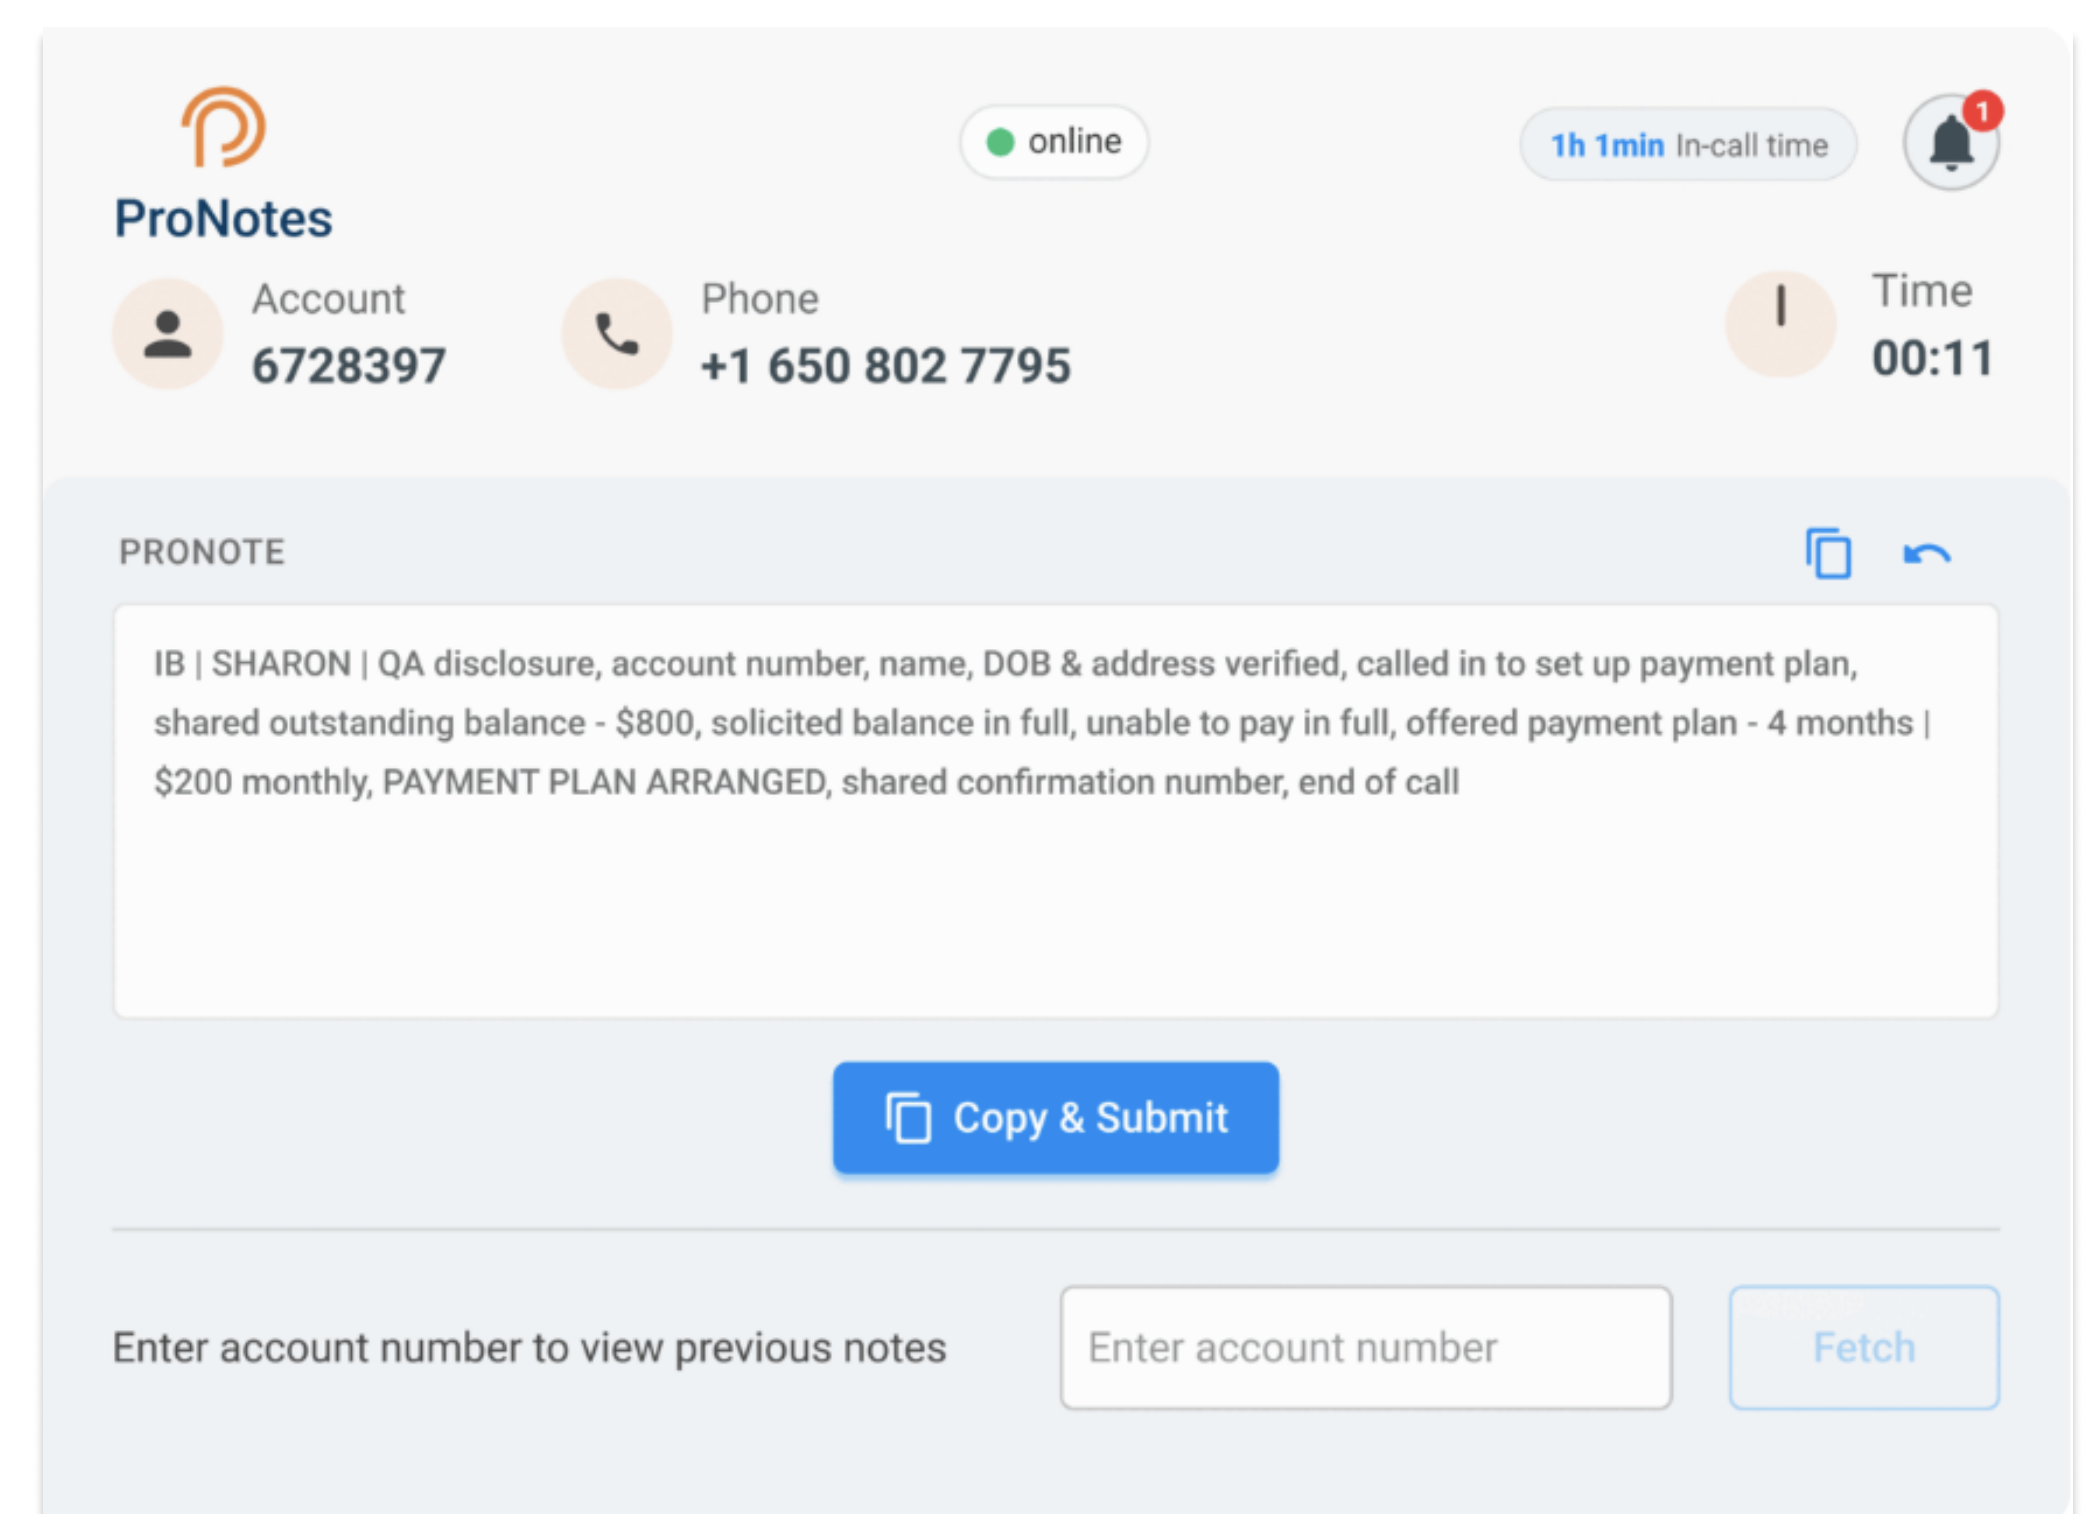 ProNotes
online
1h 1min In-call time
1
Account
6728397
Phone
+1 650 802 7795
Time
00:11
PRONOTE
IB | SHARON | QA disclosure, account number, name, DOB & address verified, called in to set up payment plan,
shared outstanding balance - $800, solicited balance in full, unable to pay in full, offered payment plan - 4 months |
$200 monthly, PAYMENT PLAN ARRANGED, shared confirmation number, end of call
Copy & Submit
Enter account number to view previous notes
Enter account number
Fetch